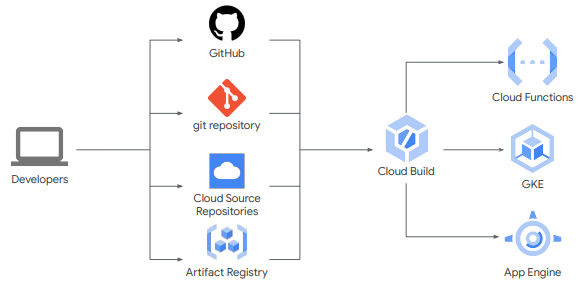 GitHub
git repository
Developers
Cloud Source
Repositories
Artifact Registry
Cloud Build
Cloud Functions
GKE
App Engine